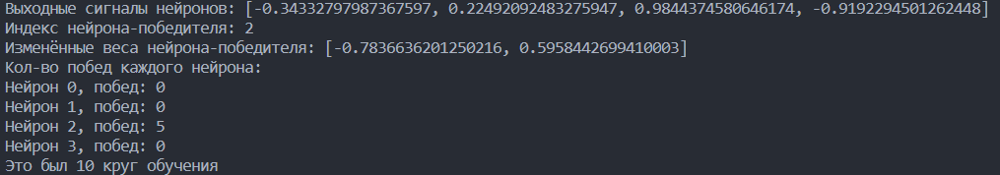 Выходные сигналы нейронов: [-0.34332797987367597, 0.22492092483275947, 0.9844374580646174, -0.9192294501262448]
Индекс нейрона-победителя: 2
Изменённые веса нейрона-победителя: [-0.7836636201250216, 0.5958442699410003]
Кол-во побед каждого нейрона:
Нейрон 0, побед: 0
Нейрон 1, побед: 0
Нейрон 2, побед: 5
Нейрон 3, побед: 0
Это был 10 круг обучения